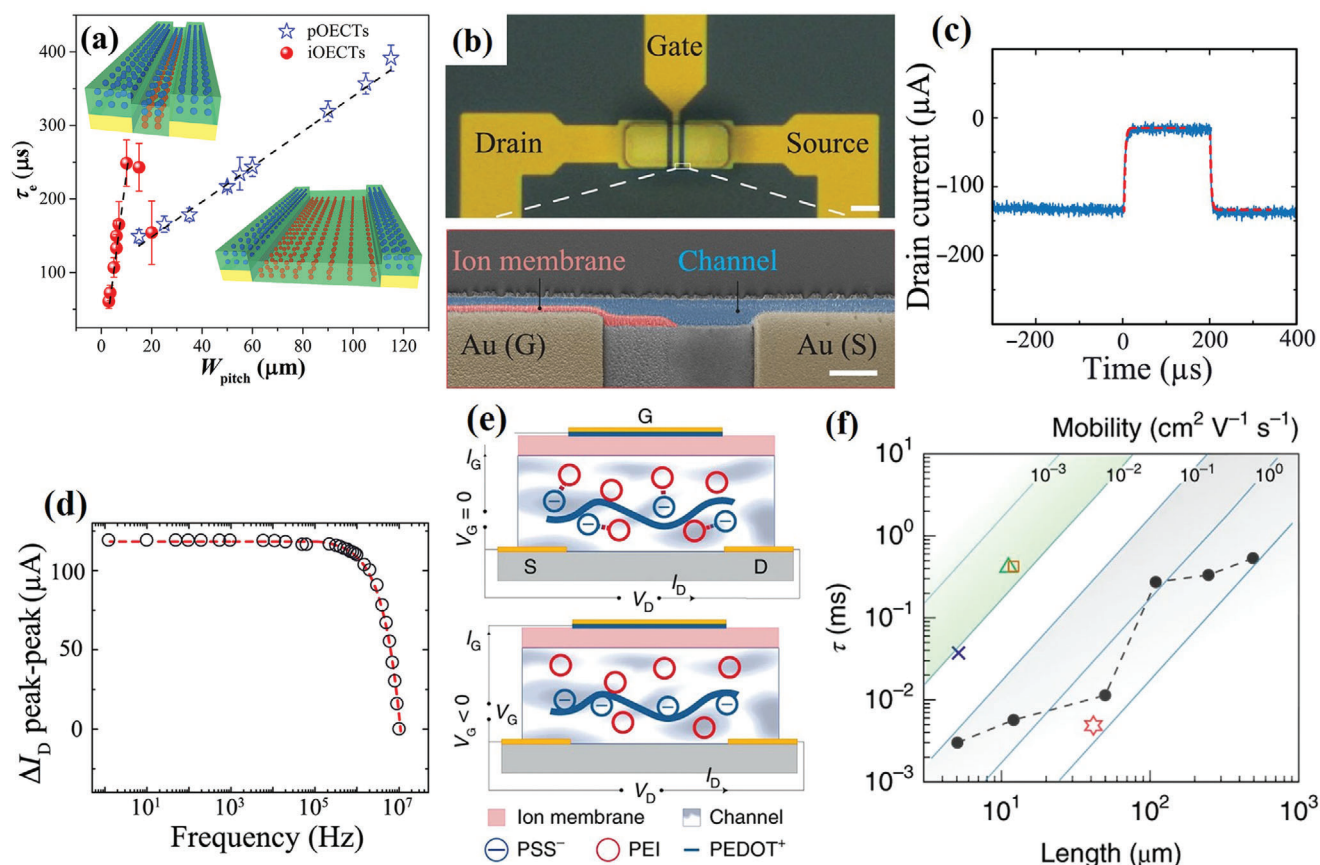 (a)
pOECTs
iOECTs
400
300
200
100
τe (μs)
0 20 40 60 80 100 120
Wpitch (μm)
(b)
Gate
Drain
Source
Ion membrane
Channel
Au (G)
Au (S)
(c)
0
−100
−200
Drain current (μA)
−200 0 200 400
Time (μs)
(d)
100
50
0
ΔID peak-peak (μA)
10¹ 10³ 10⁵ 10⁷
Frequency (Hz)
(e)
G
IG
VG = 0
S
D
ID
VD
IG
VG < 0
VG
ID
VD
Ion membrane
Channel
PSS⁻
PEI
PEDOT⁺
(f)
Mobility (cm² V⁻¹ s⁻¹)
10⁻³ 10⁻² 10⁻¹ 10⁰
10¹
10⁰
10⁻¹
10⁻²
10⁻³
τ (ms)
10¹ 10² 10³
Length (μm)